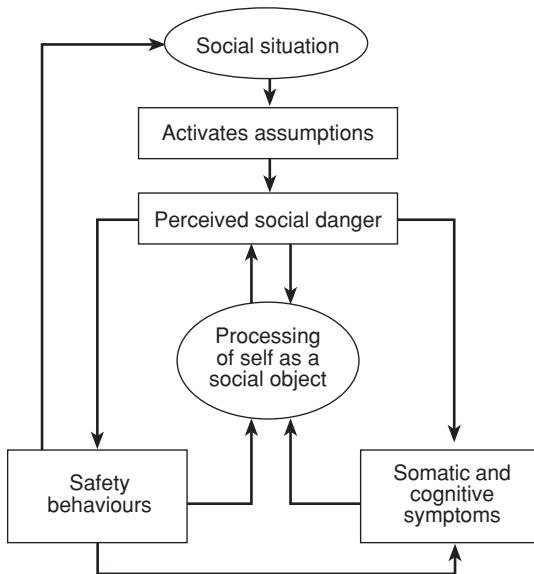 Social situation
Activates assumptions
Perceived social danger
Processing
of self as a
social object
Safety
behaviours
Somatic and
cognitive
symptoms